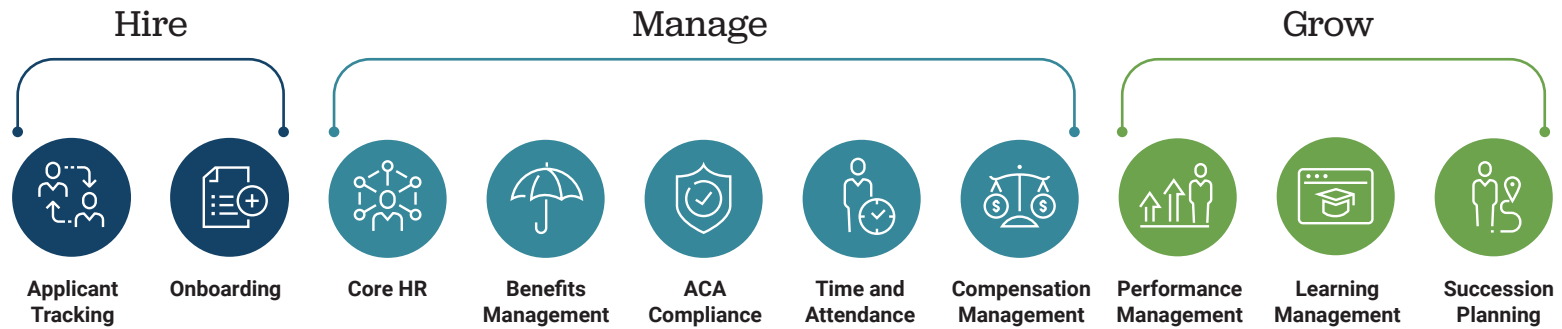 Hire
Manage
Grow
Applicant
Tracking
Onboarding
Core HR
Benefits
Management
ACA
Compliance
Time and
Attendance
$ $
Compensation
Management
Performance
Management
Learning
Management
Succession
Planning